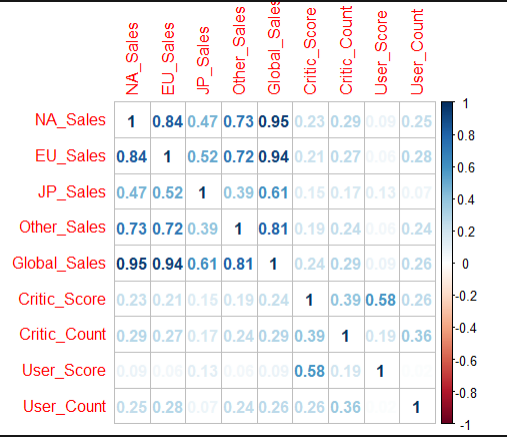 NA_Sales EU_Sales JP_Sales Other_Sales Global_Sales Critic_Score Critic_Count User_Score User_Count
NA_Sales 1 0.84 0.47 0.73 0.95 0.23 0.29 0.09 0.25
EU_Sales 0.84 1 0.52 0.72 0.94 0.21 0.27 0.06 0.28
JP_Sales 0.47 0.52 1 0.39 0.61 0.15 0.17 0.13 0.07
Other_Sales 0.73 0.72 0.39 1 0.81 0.19 0.24 0.06 0.24
Global_Sales 0.95 0.94 0.61 0.81 1 0.24 0.29 0.09 0.26
Critic_Score 0.23 0.21 0.15 0.19 0.24 1 0.39 0.58 0.26
Critic_Count 0.29 0.27 0.17 0.24 0.29 0.39 1 0.19 0.36
User_Score 0.09 0.06 0.13 0.06 0.09 0.58 0.19 1
User_Count 0.25 0.28 0.07 0.24 0.26 0.26 0.36 1
1
0.8
0.6
0.4
0.2
0
-0.2
-0.4
-0.6
-0.8
-1